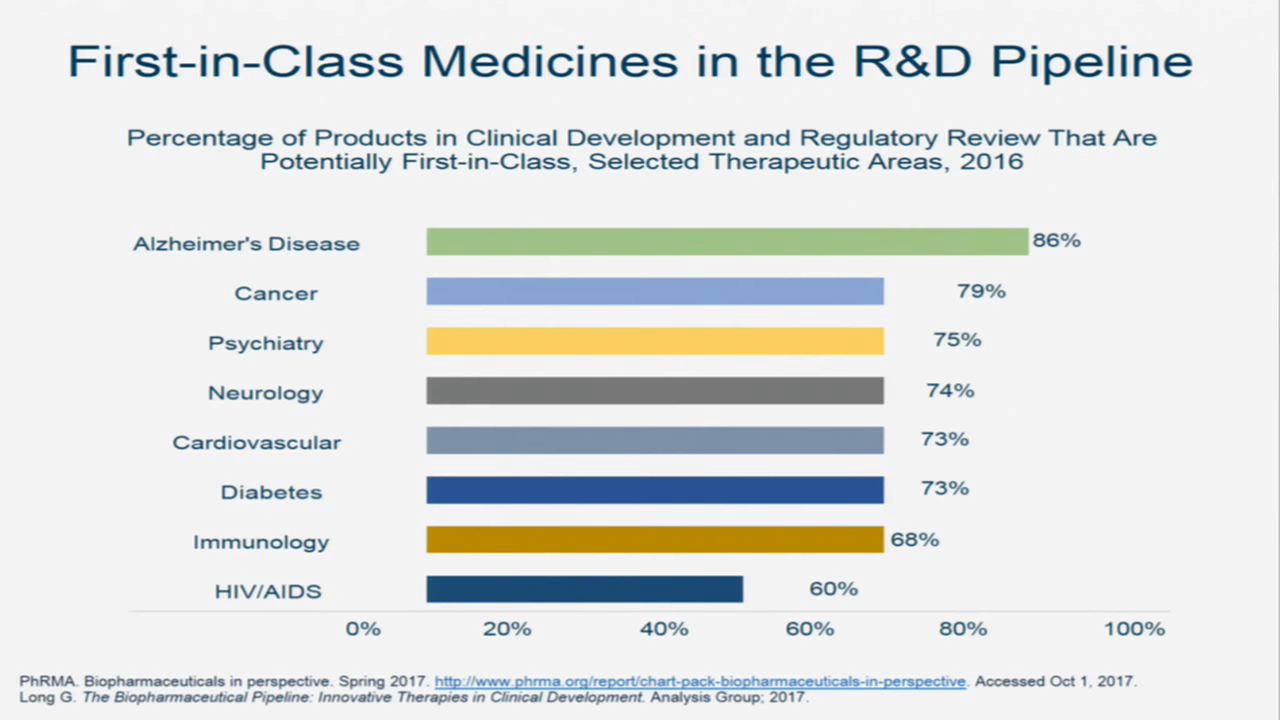 First-in-Class Medicines in the R&D Pipeline
Percentage of Products in Clinical Development and Regulatory Review That Are
Potentially First-in-Class, Selected Therapeutic Areas, 2016
Alzheimer's Disease 86%
Cancer 79%
Psychiatry 75%
Neurology 74%
Cardiovascular 73%
Diabetes 73%
Immunology 68%
HIV/AIDS 60%
0% 20% 40% 60% 80% 100%
PhRMA. Biopharmaceuticals in perspective. Spring 2017. http://www.phrma.org/report/chart-pack-biopharmaceuticals-in-perspective. Accessed Oct 1, 2017.
Long G. The Biopharmaceutical Pipeline: Innovative Therapies in Clinical Development. Analysis Group; 2017.